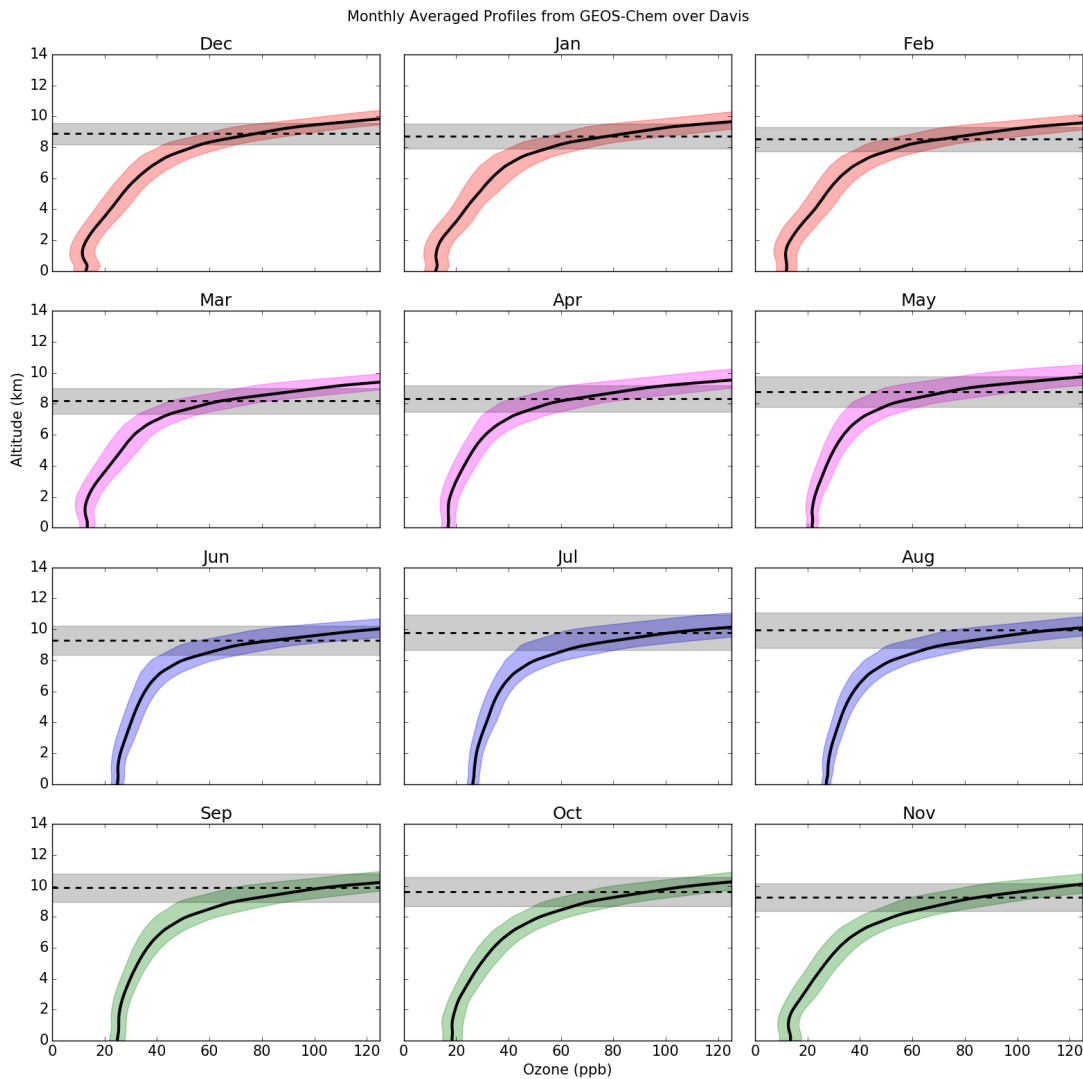 Monthly Averaged Profiles from GEOS-Chem over Davis
Dec
Jan
Feb
14
12
10
8
6
4
2
0
Mar
Apr
May
14
12
10
8
6
4
2
0
Altitude (km)
Jun
Jul
Aug
14
12
10
8
6
4
2
0
Sep
Oct
Nov
14
12
10
8
6
4
2
0
0 20 40 60 80 100 120
0 20 40 60 80 100 120
0 20 40 60 80 100 120
Ozone (ppb)